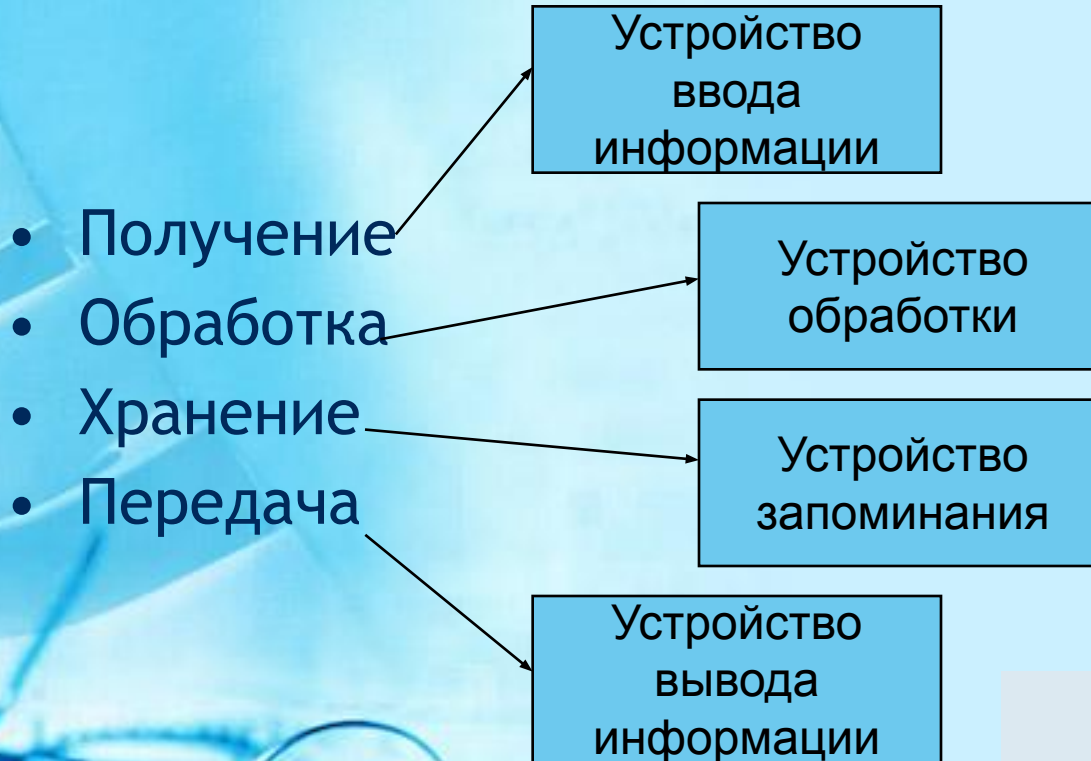 Устройство
ввода
информации
• Получение
• Обработка
• Хранение
• Передача
Устройство
обработки
Устройство
запоминания
Устройство
вывода
информации